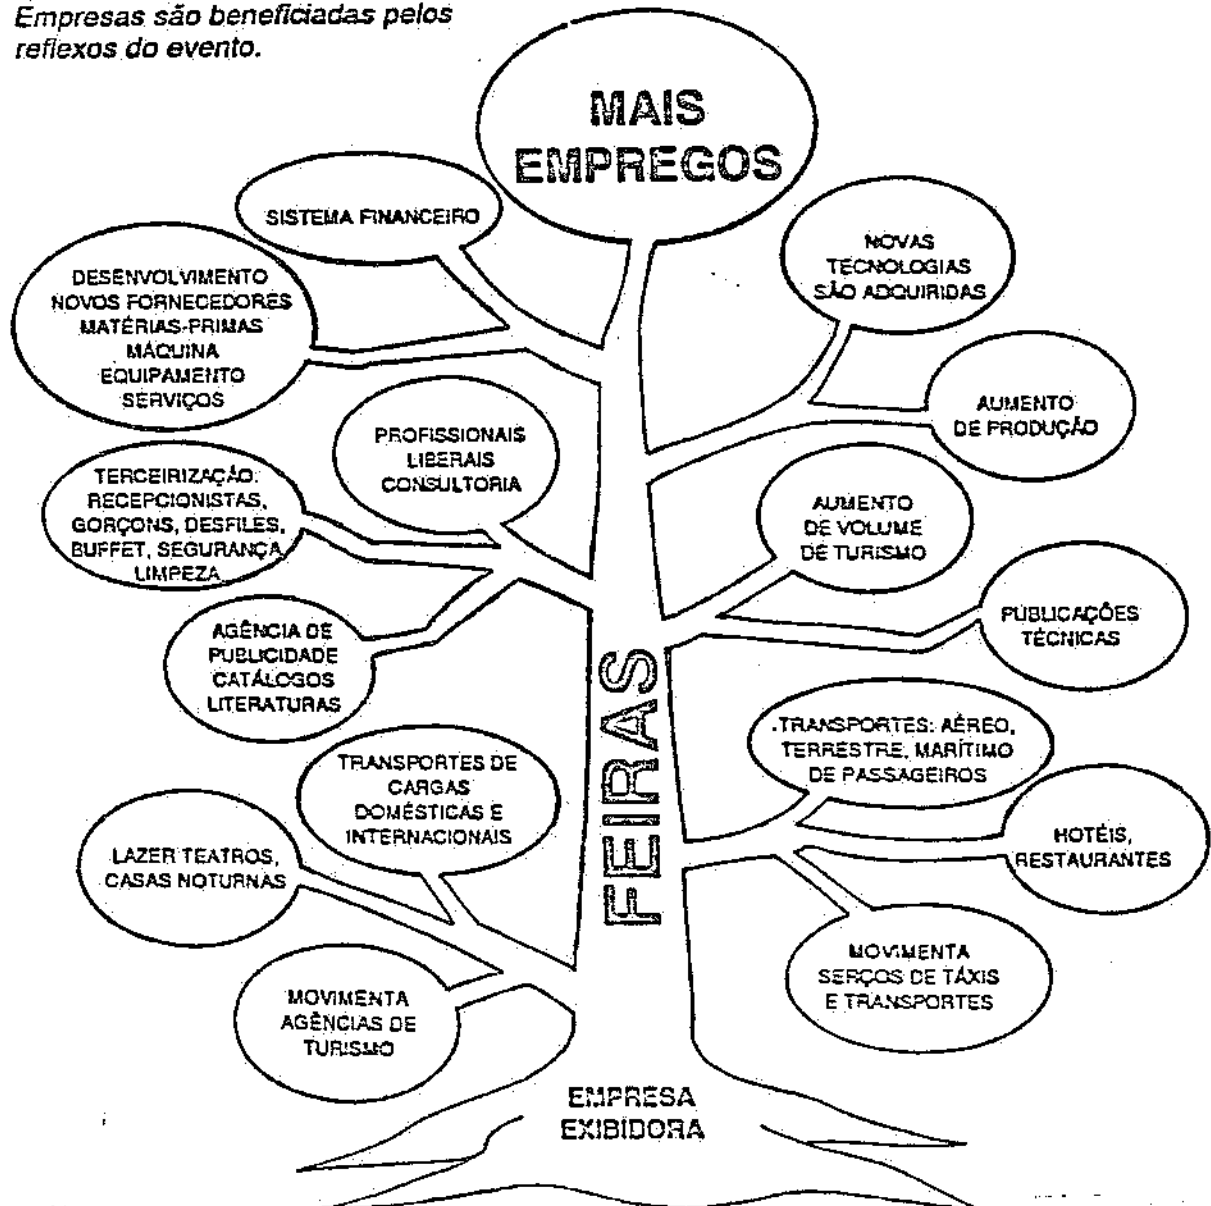 Empresas são beneficiadas pelos
reflexos do evento.
MAIS
EMPREGOS
SISTEMA FINANCEIRO
NOVAS
TECNOLOGIAS
SÃO ADQUIRIDAS
DESENVOLVIMENTO
NOVOS FORNECEDORES
MATÉRIAS-PRIMAS
MÁQUINA
EQUIPAMENTO
SERVIÇOS
AUMENTO
DE PRODUÇÃO
PROFISSIONAIS
LIBERAIS
CONSULTORIA
TERCEIRIZAÇÃO:
RECEPCIONISTAS,
GORÇONS, DESFILES,
BUFFET, SEGURANÇA,
LIMPEZA
AUMENTO
DE VOLUME
DE TURISMO
PUBLICAÇÕES
TÉCNICAS
AGÊNCIA DE
PUBLICIDADE
CATÁLOGOS
LITERATURAS
FEIRAS
TRANSPORTES: AÉREO,
TERRESTRE, MARÍTIMO
DE PASSAGEIROS
TRANSPORTES DE
CARGAS
DOMÉSTICAS E
INTERNACIONAIS
HOTÉIS,
RESTAURANTES
LAZER TEATROS,
CASAS NOTURNAS
MOVIMENTA
SERÇOS DE TÁXIS
E TRANSPORTES
MOVIMENTA
AGÊNCIAS DE
TURISMO
EMPRESA
EXIBIDORA